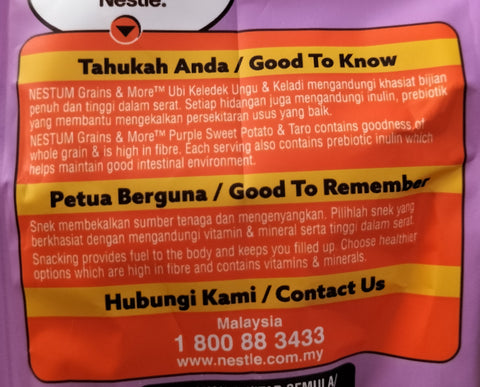 Nestlé.
Tahukah Anda / Good To Know
NESTUM Grains & More™ Ubi Keledek Ungu & Keladi mengandungi khasiat bijian
penuh dan tinggi dalam serat. Setiap hidangan juga mengandungi inulin, prebiotik
yang membantu mengekalkan persekitaran usus yang baik.
NESTUM Grains & More™ Purple Sweet Potato & Taro contains goodness of
whole grain & is high in fibre. Each serving also contains prebiotic inulin which
helps maintain good intestinal environment.
Petua Berguna / Good To Remember
Snek membekalkan sumber tenaga dan mengenyangkan. Pilihlah snek yang
berkhasiat dengan mengandungi vitamin & mineral serta tinggi dalam serat.
Snacking provides fuel to the body and keeps you filled up. Choose healthier
options which are high in fibre and contains vitamins & minerals.
Hubungi Kami / Contact Us
Malaysia
1 800 88 3433
www.nestle.com.my
SEMULA/